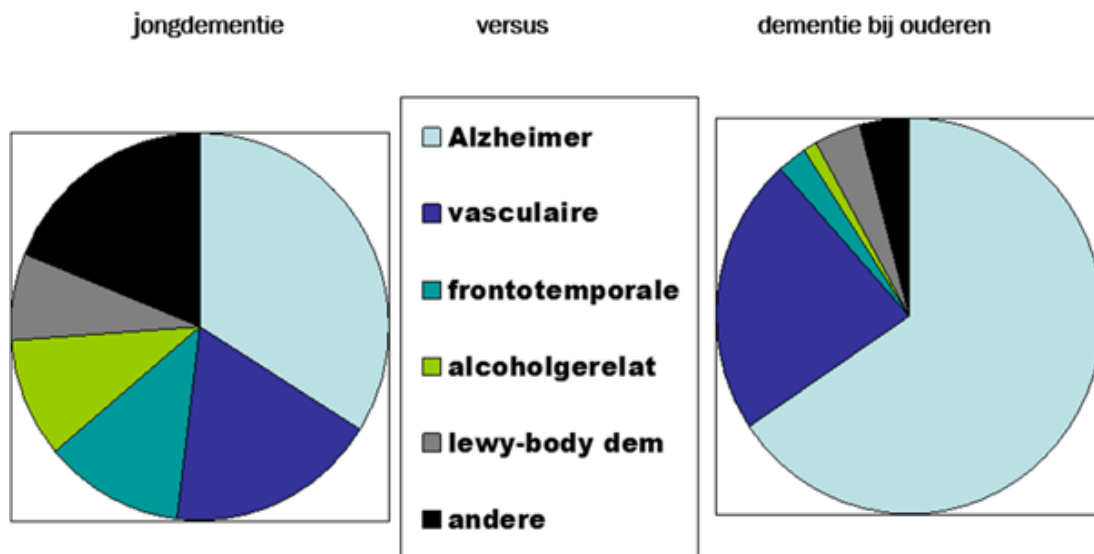 jongdementie versus dementie bij ouderen
Alzheimer
vasculaire
frontotemporale
alcoholgerelat
lewy-body dem
andere